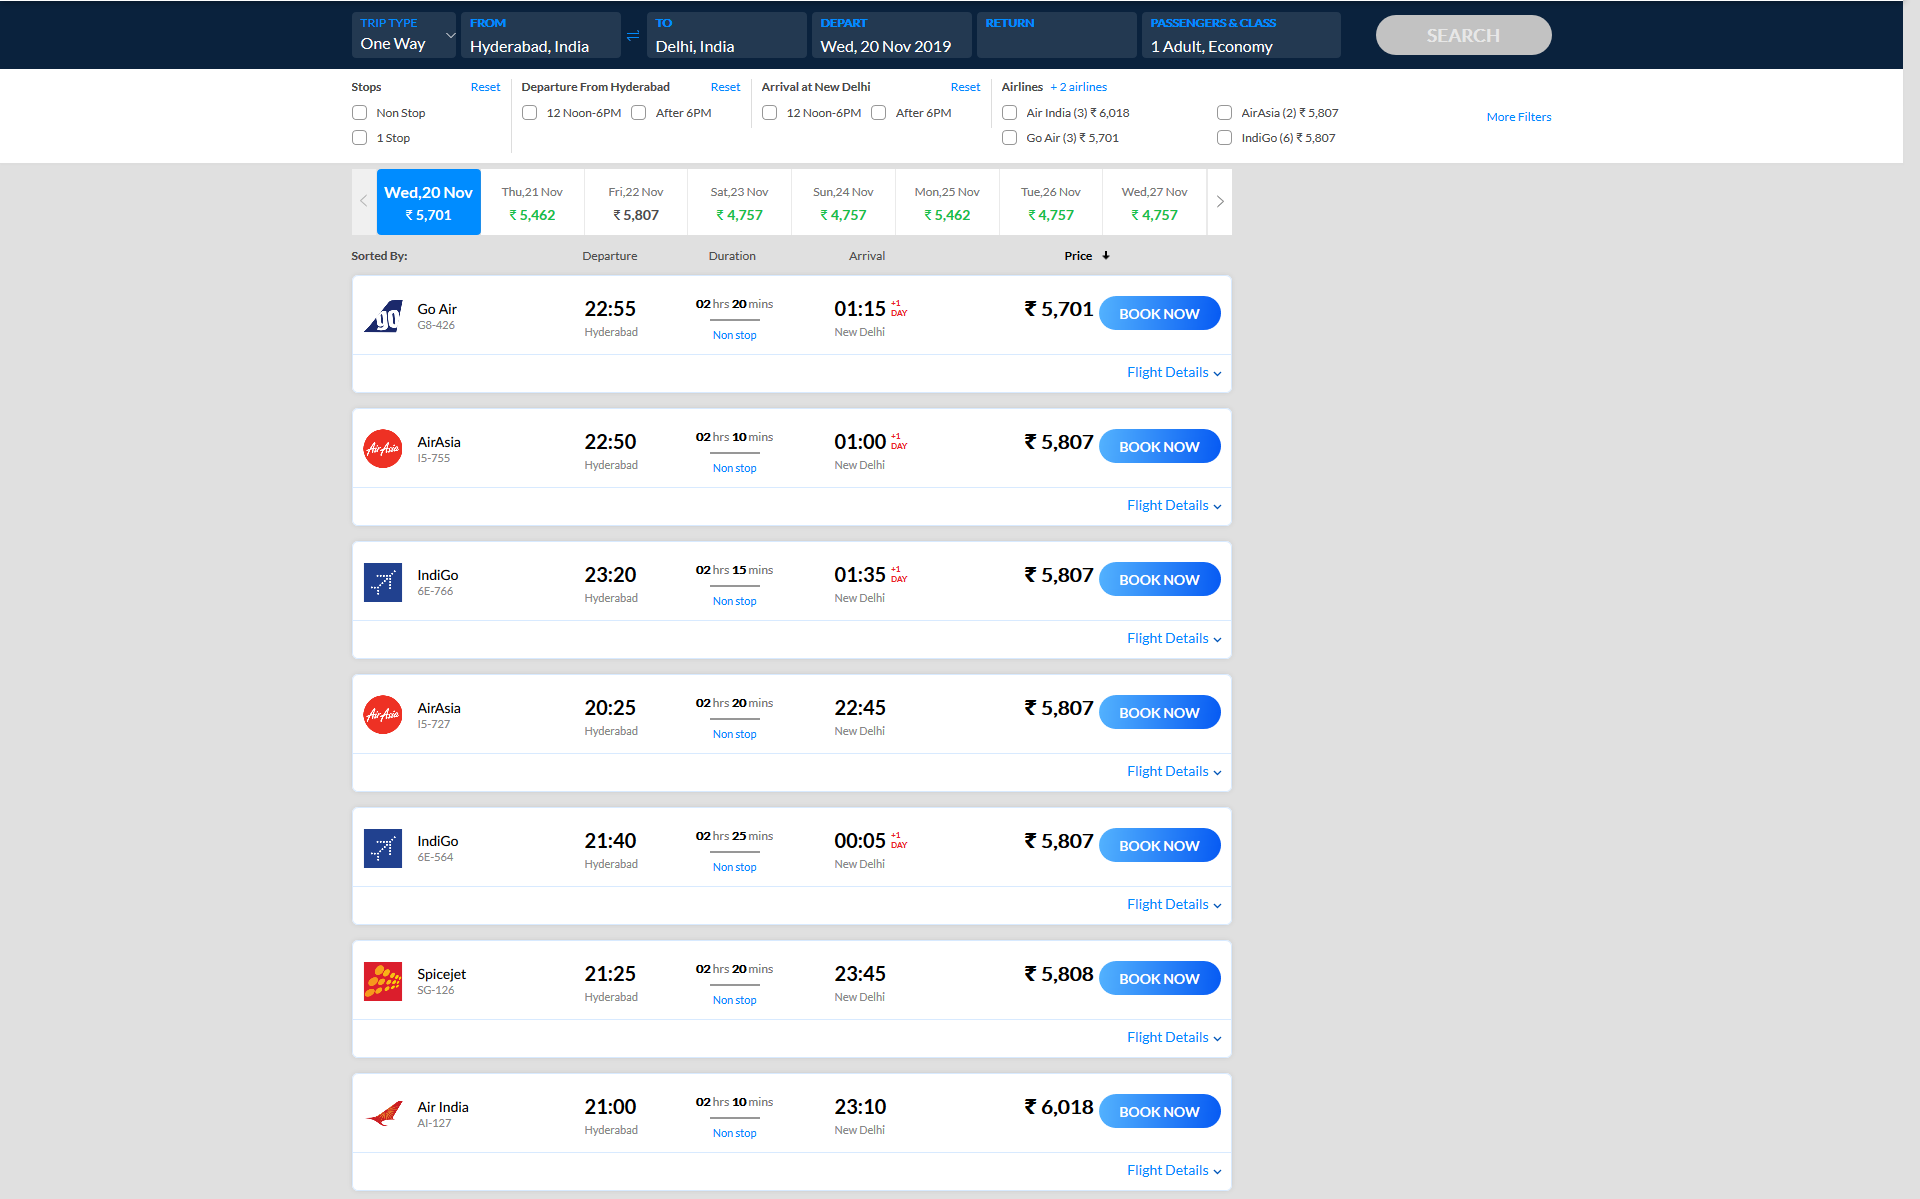 TRIP TYPE FROM TO DEPART RETURN PASSENGERS & CLASS
One Way Hyderabad, India Delhi, India Wed, 20 Nov 2019 1 Adult, Economy SEARCH
Stops Reset Departure From Hyderabad Reset Arrival at New Delhi Reset Airlines + 2 airlines
Non Stop 12 Noon-6PM After 6PM 12 Noon-6PM After 6PM Air India (3) ₹ 6,018 AirAsia (2) ₹ 5,807 More Filters
1 Stop Go Air (3) ₹ 5,701 IndiGo (6) ₹ 5,807
Wed,20 Nov Thu,21 Nov Fri,22 Nov Sat,23 Nov Sun,24 Nov Mon,25 Nov Tue,26 Nov Wed,27 Nov
₹ 5,701 ₹ 5,462 ₹ 5,807 ₹ 4,757 ₹ 4,757 ₹ 5,462 ₹ 4,757 ₹ 4,757
Sorted By: Departure Duration Arrival Price
go Go Air 22:55 02 hrs 20 mins 01:15 +1 DAY ₹ 5,701 BOOK NOW
G8-426 Hyderabad Non stop New Delhi
Flight Details
AirAsia AirAsia 22:50 02 hrs 10 mins 01:00 +1 DAY ₹ 5,807 BOOK NOW
I5-755 Hyderabad Non stop New Delhi
Flight Details
IndiGo 23:20 02 hrs 15 mins 01:35 +1 DAY ₹ 5,807 BOOK NOW
6E-766 Hyderabad Non stop New Delhi
Flight Details
AirAsia AirAsia 20:25 02 hrs 20 mins 22:45 ₹ 5,807 BOOK NOW
I5-727 Hyderabad Non stop New Delhi
Flight Details
IndiGo 21:40 02 hrs 25 mins 00:05 +1 DAY ₹ 5,807 BOOK NOW
6E-564 Hyderabad Non stop New Delhi
Flight Details
Spicejet 21:25 02 hrs 20 mins 23:45 ₹ 5,808 BOOK NOW
SG-126 Hyderabad Non stop New Delhi
Flight Details
Air India 21:00 02 hrs 10 mins 23:10 ₹ 6,018 BOOK NOW
AI-127 Hyderabad Non stop New Delhi
Flight Details